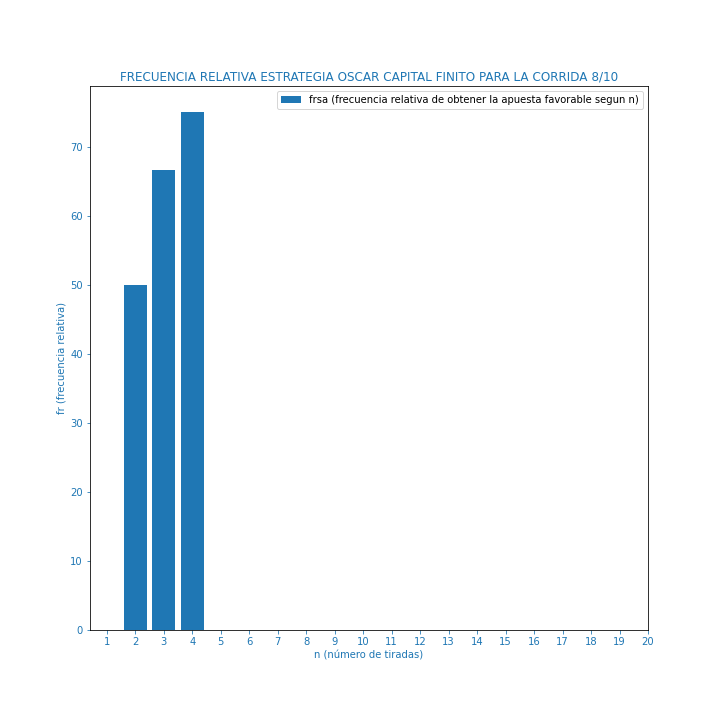 FRECUENCIA RELATIVA ESTRATEGIA OSCAR CAPITAL FINITO PARA LA CORRIDA 8/10
frsa (frecuencia relativa de obtener la apuesta favorable segun n)
fr (frecuencia relativa)
70
60
50
40
30
20
10
0
1 2 3 4 5 6 7 8 9 10 11 12 13 14 15 16 17 18 19 20
n (número de tiradas)